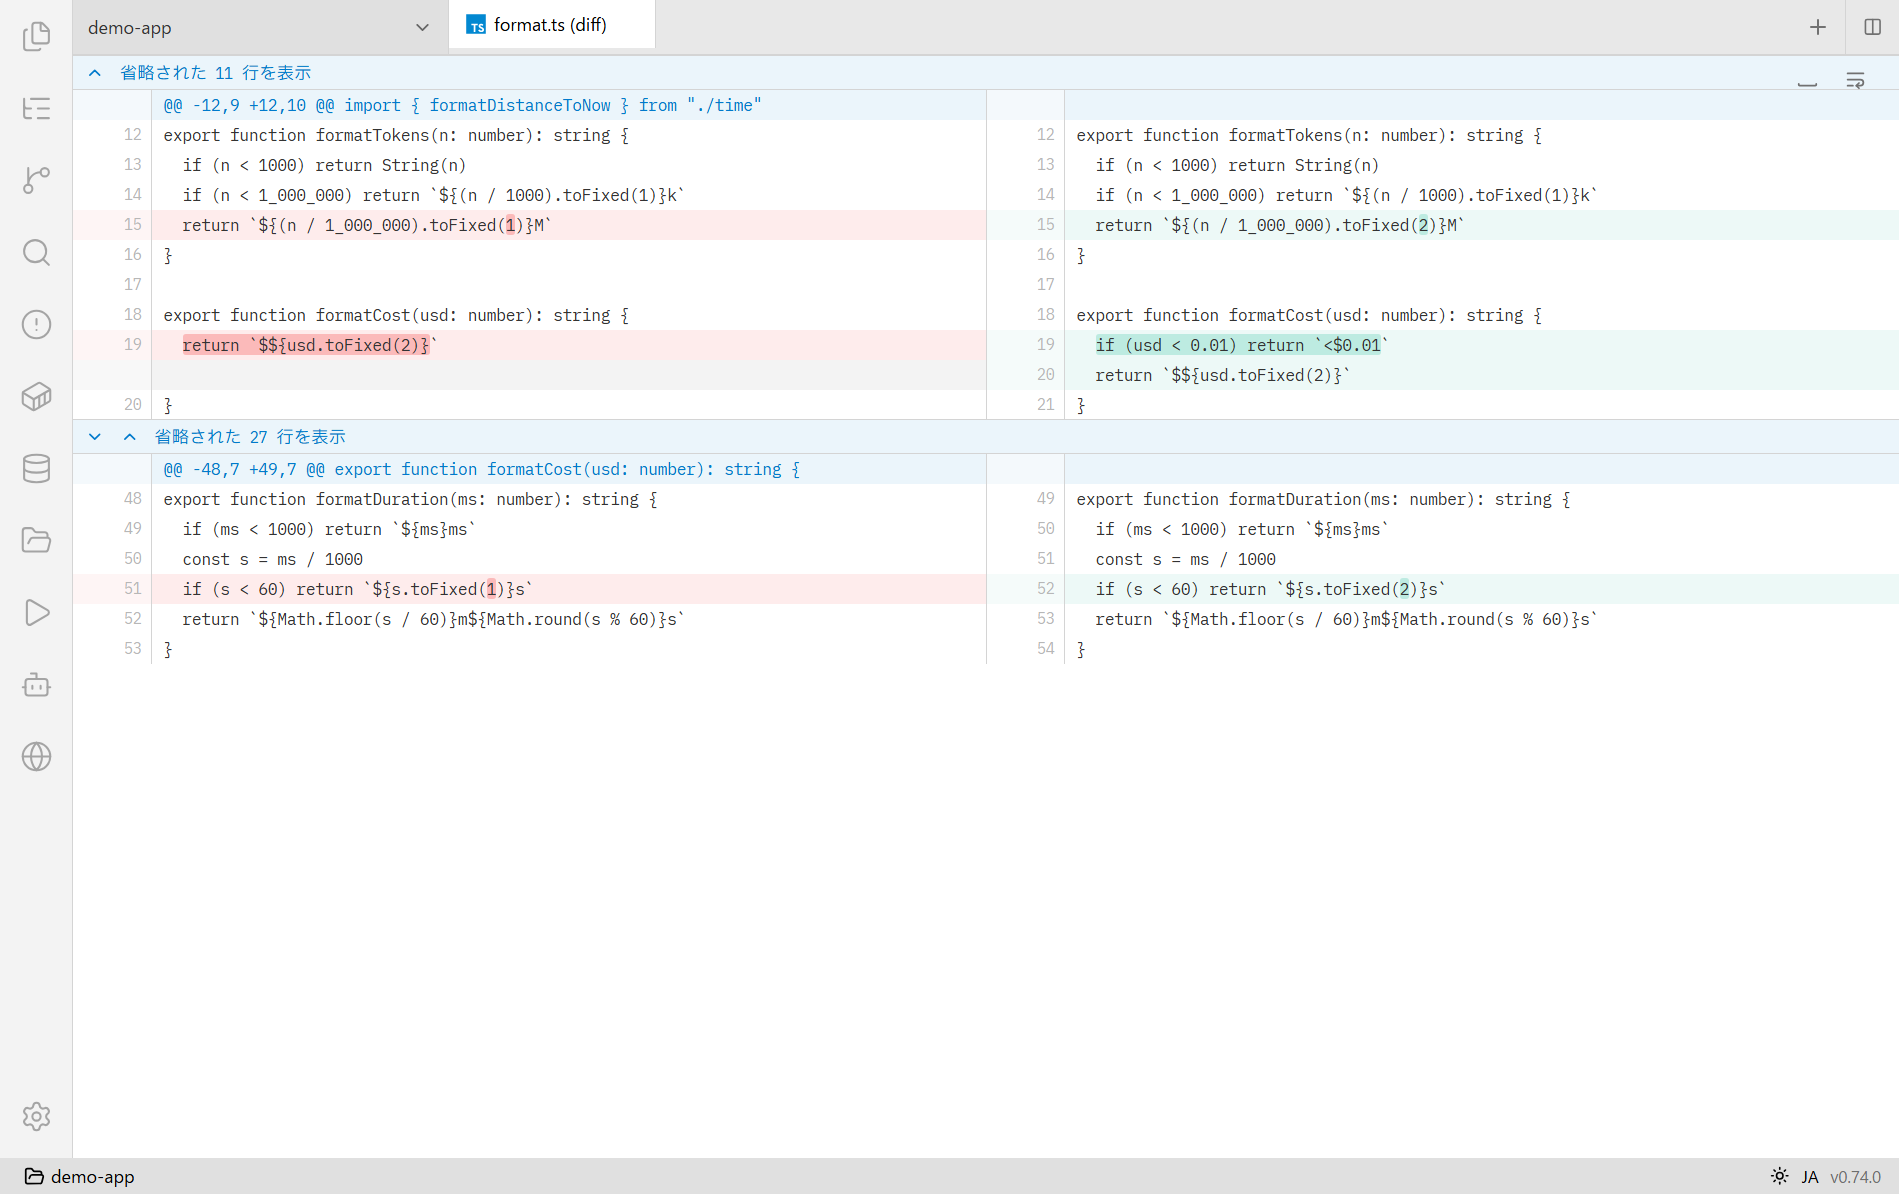 demo-app
format.ts (diff)
省略された 11 行を表示
@@ -12,9 +12,10 @@ import { formatDistanceToNow } from "./time"
12 export function formatTokens(n: number): string {
13   if (n < 1000) return String(n)
14   if (n < 1_000_000) return `${(n / 1000).toFixed(1)}k`
15   return `${(n / 1_000_000).toFixed(1)}M`
16 }
17
18 export function formatCost(usd: number): string {
19   return `$${usd.toFixed(2)}`
20 }
12 export function formatTokens(n: number): string {
13   if (n < 1000) return String(n)
14   if (n < 1_000_000) return `${(n / 1000).toFixed(1)}k`
15   return `${(n / 1_000_000).toFixed(2)}M`
16 }
17
18 export function formatCost(usd: number): string {
19   if (usd < 0.01) return `<$0.01`
20   return `$${usd.toFixed(2)}`
21 }
省略された 27 行を表示
@@ -48,7 +49,7 @@ export function formatCost(usd: number): string {
48 export function formatDuration(ms: number): string {
49   if (ms < 1000) return `${ms}ms`
50   const s = ms / 1000
51   if (s < 60) return `${s.toFixed(1)}s`
52   return `${Math.floor(s / 60)}m${Math.round(s % 60)}s`
53 }
49 export function formatDuration(ms: number): string {
50   if (ms < 1000) return `${ms}ms`
51   const s = ms / 1000
52   if (s < 60) return `${s.toFixed(2)}s`
53   return `${Math.floor(s / 60)}m${Math.round(s % 60)}s`
54 }
demo-app
JA v0.74.0